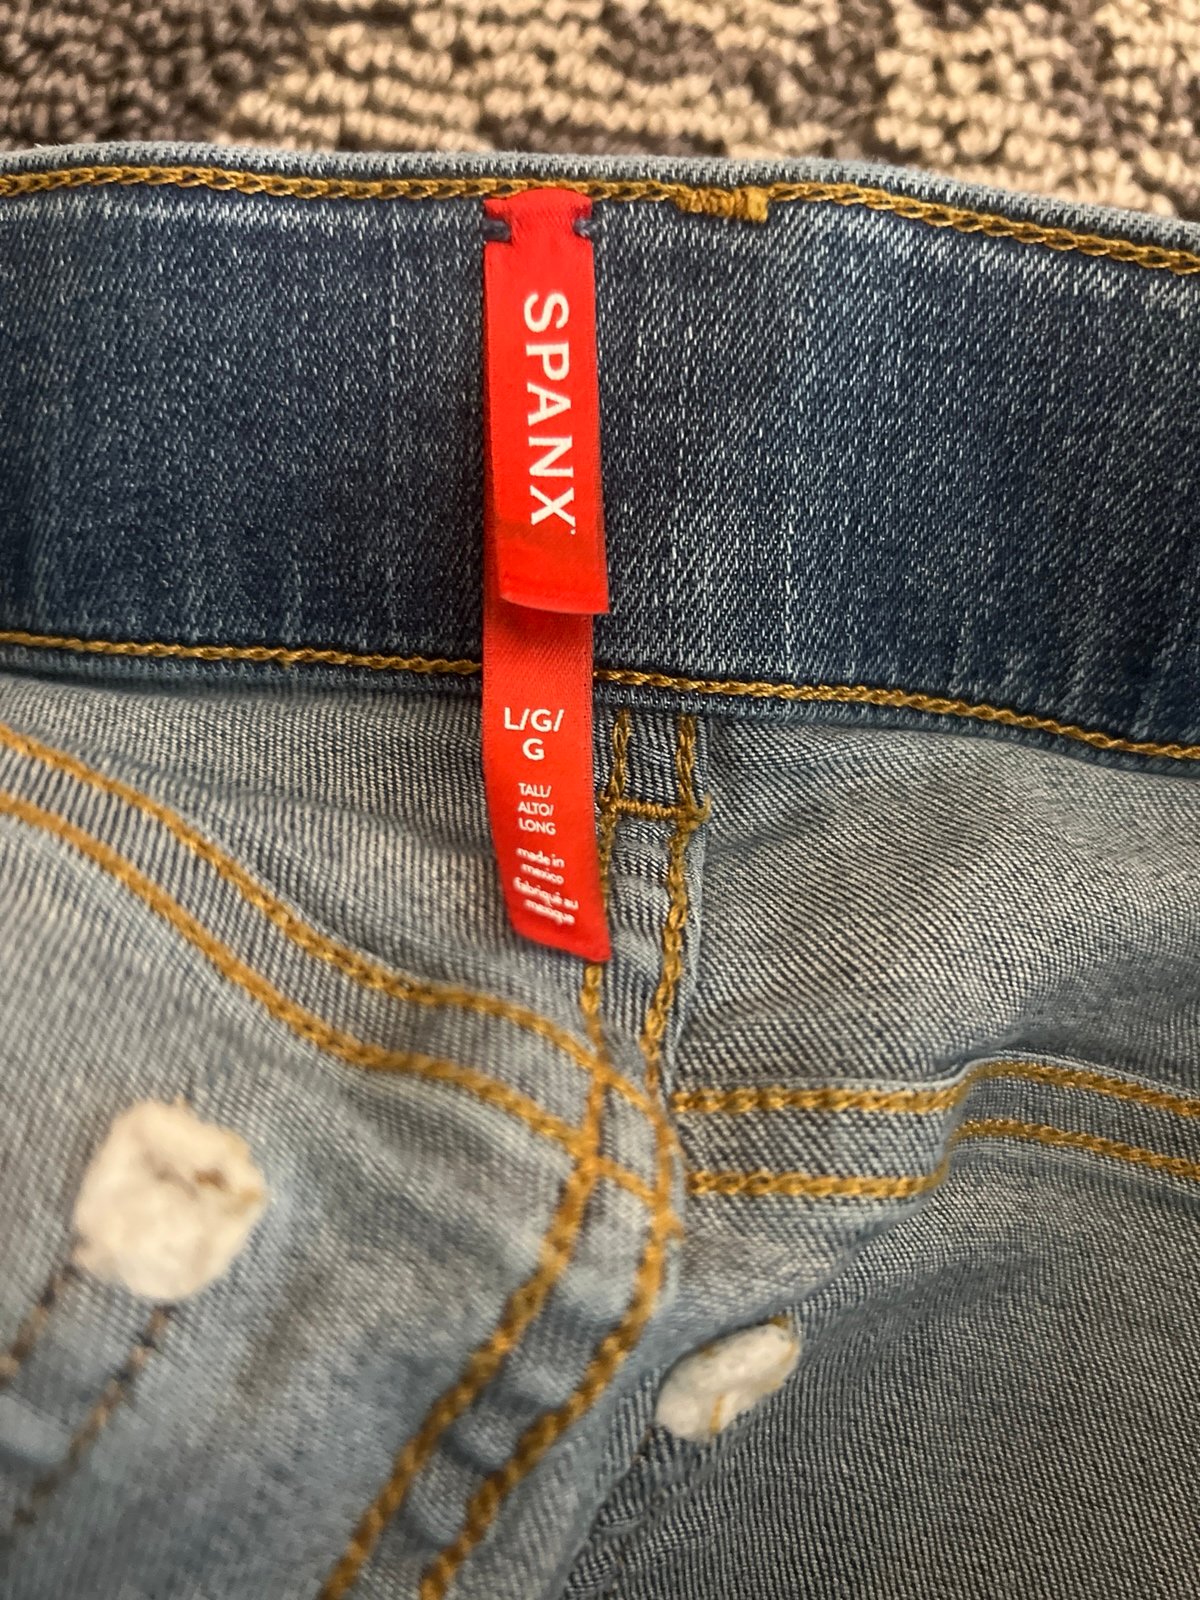 SPANX
L/G/
G
TALL/
ALTO/
LONG
made in
mexico
fabriqué au
mexique